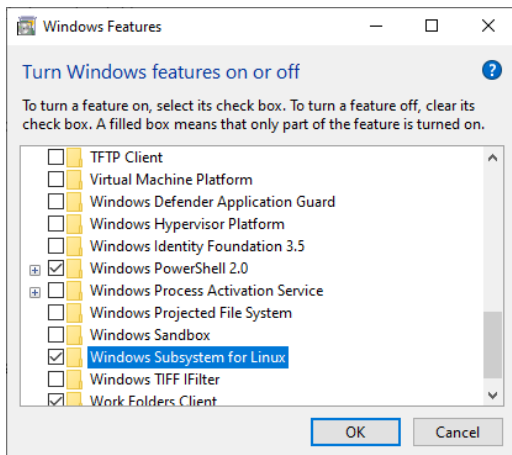 Windows Features
Turn Windows features on or off
To turn a feature on, select its check box. To turn a feature off, clear its
check box. A filled box means that only part of the feature is turned on.
TFTP Client
Virtual Machine Platform
Windows Defender Application Guard
Windows Hypervisor Platform
Windows Identity Foundation 3.5
Windows PowerShell 2.0
Windows Process Activation Service
Windows Projected File System
Windows Sandbox
Windows Subsystem for Linux
Windows TIFF IFilter
Work Folders Client
OK Cancel